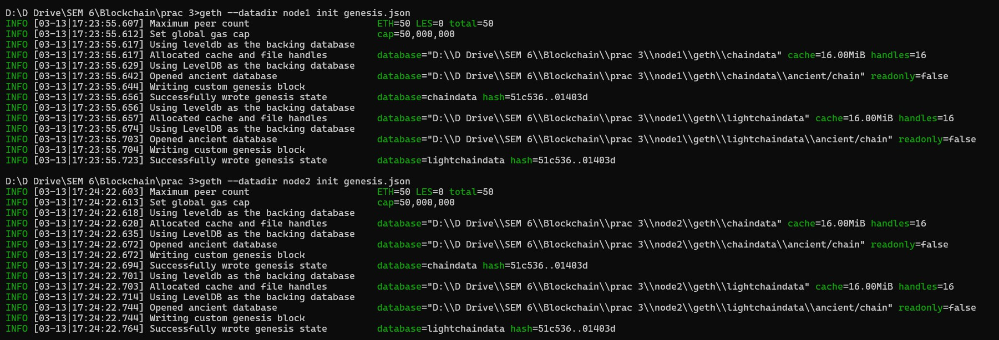 D:\D Drive\SEM 6\Blockchain\prac 3>geth --datadir node1 init genesis.json
INFO [03-13|17:23:55.607] Maximum peer count                       ETH=50 LES=0 total=50
INFO [03-13|17:23:55.612] Set global gas cap                       cap=50,000,000
INFO [03-13|17:23:55.617] Using leveldb as the backing database
INFO [03-13|17:23:55.617] Allocated cache and file handles         database="D:\\D Drive\\SEM 6\\Blockchain\\prac 3\\node1\\geth\\chaindata" cache=16.00MiB handles=16
INFO [03-13|17:23:55.629] Using LevelDB as the backing database
INFO [03-13|17:23:55.642] Opened ancient database                  database="D:\\D Drive\\SEM 6\\Blockchain\\prac 3\\node1\\geth\\chaindata\\ancient/chain" readonly=false
INFO [03-13|17:23:55.644] Writing custom genesis block
INFO [03-13|17:23:55.656] Successfully wrote genesis state         database=chaindata hash=51c536..01403d
INFO [03-13|17:23:55.656] Using leveldb as the backing database
INFO [03-13|17:23:55.657] Allocated cache and file handles         database="D:\\D Drive\\SEM 6\\Blockchain\\prac 3\\node1\\geth\\lightchaindata" cache=16.00MiB handles=16
INFO [03-13|17:23:55.674] Using LevelDB as the backing database
INFO [03-13|17:23:55.703] Opened ancient database                  database="D:\\D Drive\\SEM 6\\Blockchain\\prac 3\\node1\\geth\\lightchaindata\\ancient/chain" readonly=false
INFO [03-13|17:23:55.704] Writing custom genesis block
INFO [03-13|17:23:55.723] Successfully wrote genesis state         database=lightchaindata hash=51c536..01403d

D:\D Drive\SEM 6\Blockchain\prac 3>geth --datadir node2 init genesis.json
INFO [03-13|17:24:22.603] Maximum peer count                       ETH=50 LES=0 total=50
INFO [03-13|17:24:22.613] Set global gas cap                       cap=50,000,000
INFO [03-13|17:24:22.618] Using leveldb as the backing database
INFO [03-13|17:24:22.620] Allocated cache and file handles         database="D:\\D Drive\\SEM 6\\Blockchain\\prac 3\\node2\\geth\\chaindata" cache=16.00MiB handles=16
INFO [03-13|17:24:22.635] Using LevelDB as the backing database
INFO [03-13|17:24:22.672] Opened ancient database                  database="D:\\D Drive\\SEM 6\\Blockchain\\prac 3\\node2\\geth\\chaindata\\ancient/chain" readonly=false
INFO [03-13|17:24:22.672] Writing custom genesis block
INFO [03-13|17:24:22.694] Successfully wrote genesis state         database=chaindata hash=51c536..01403d
INFO [03-13|17:24:22.701] Using leveldb as the backing database
INFO [03-13|17:24:22.703] Allocated cache and file handles         database="D:\\D Drive\\SEM 6\\Blockchain\\prac 3\\node2\\geth\\lightchaindata" cache=16.00MiB handles=16
INFO [03-13|17:24:22.714] Using LevelDB as the backing database
INFO [03-13|17:24:22.744] Opened ancient database                  database="D:\\D Drive\\SEM 6\\Blockchain\\prac 3\\node2\\geth\\lightchaindata\\ancient/chain" readonly=false
INFO [03-13|17:24:22.744] Writing custom genesis block
INFO [03-13|17:24:22.764] Successfully wrote genesis state         database=lightchaindata hash=51c536..01403d